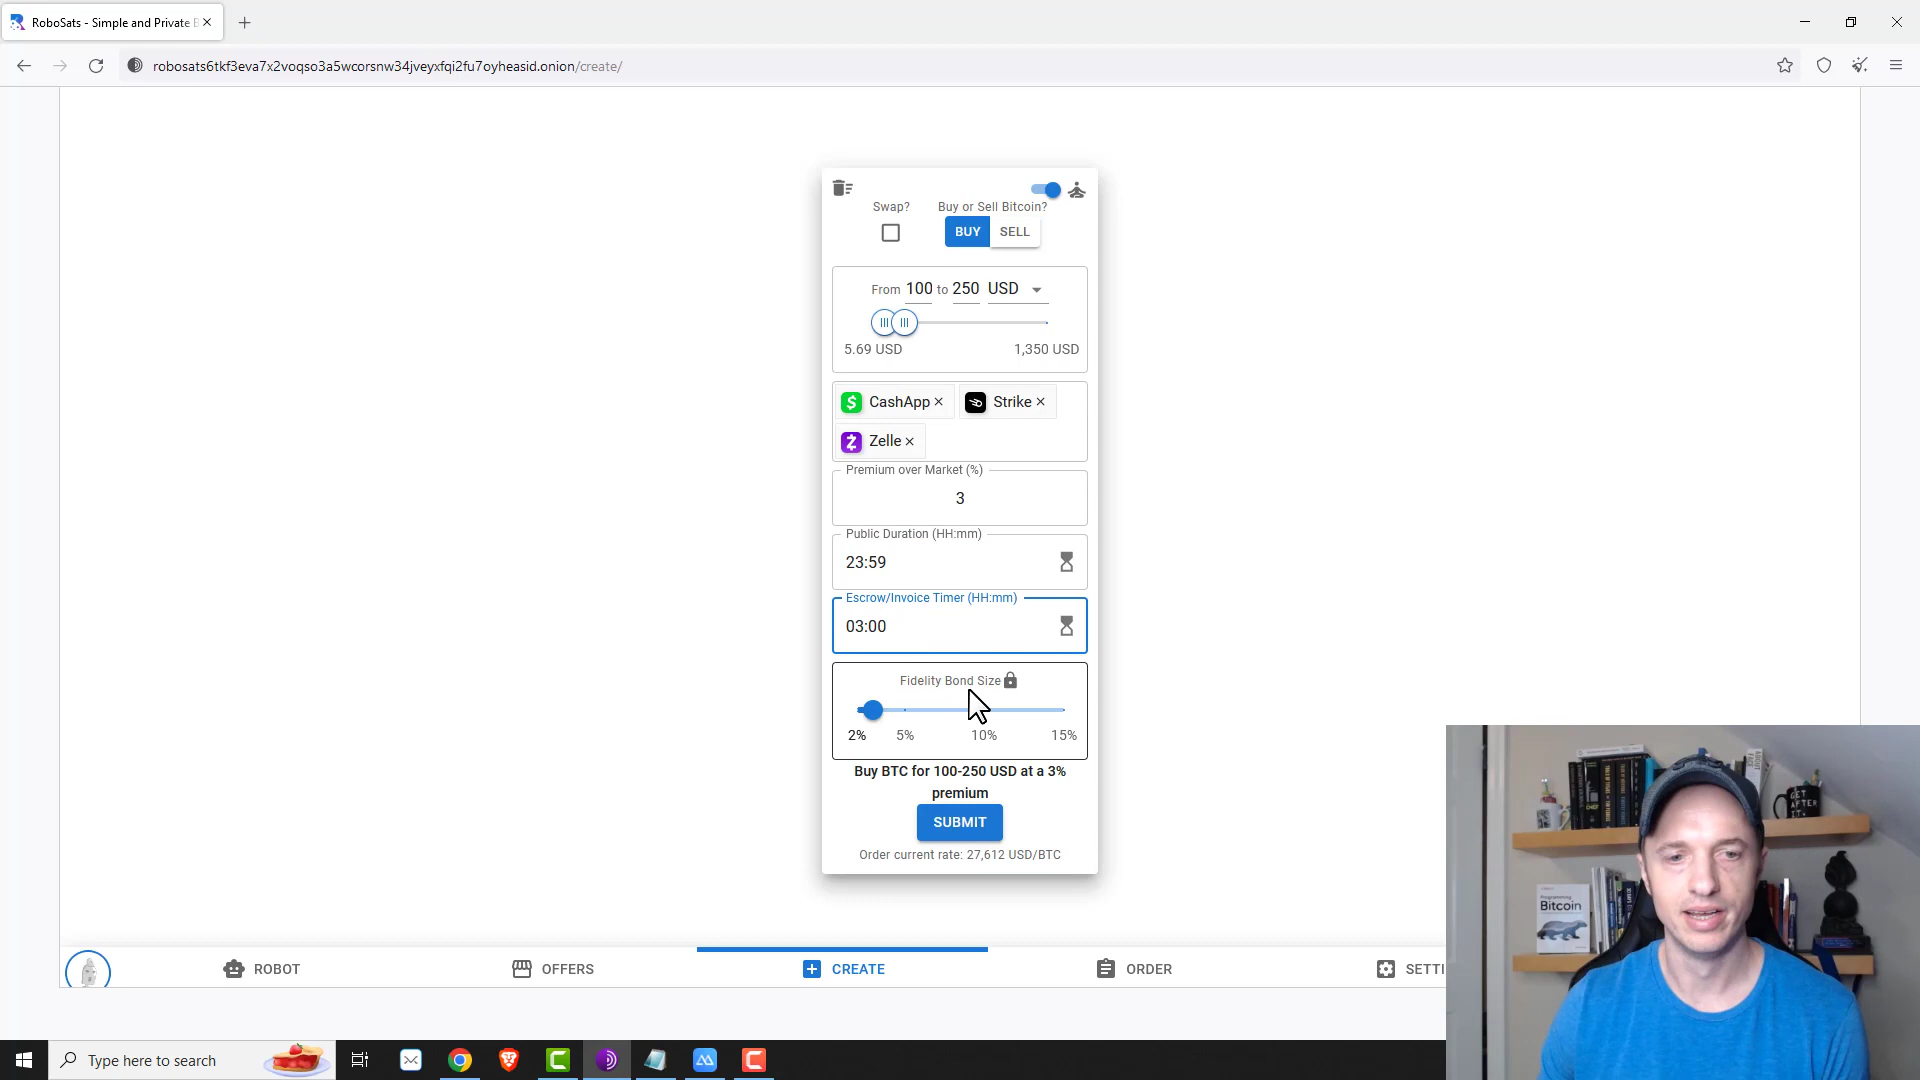 RoboSats - Simple and Private B
robosats6tkf3eva7x2voqso3a5wcorsnw34jveyxfqi2fu7oyheasid.onion/create/
Swap?
Buy or Sell Bitcoin?
BUY SELL
From 100 to 250 USD
5.69 USD 1,350 USD
CashApp Strike
Zelle
Premium over Market (%)
3
Public Duration (HH:mm)
23:59
Escrow/Invoice Timer (HH:mm)
03:00
Fidelity Bond Size
2% 5% 10% 15%
Buy BTC for 100-250 USD at a 3%
premium
SUBMIT
Order current rate: 27,612 USD/BTC
ROBOT OFFERS CREATE ORDER SETTI
Type here to search
GET
AFTER
IT.
Programming
Bitcoin